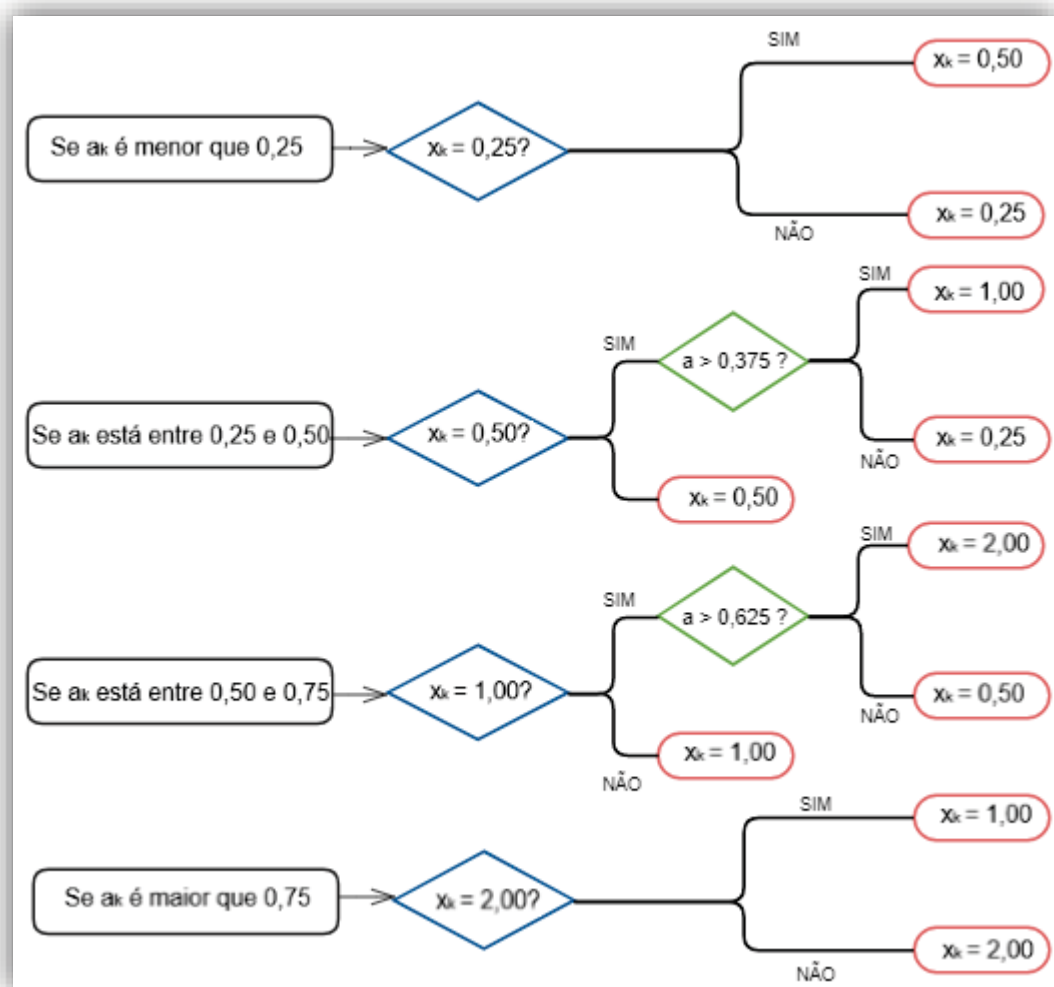 SIM
xk = 0,50
Se ak é menor que 0,25
xk = 0,25?
xk = 0,25
NÃO
SIM
xk = 1,00
SIM
a > 0,375 ?
Se ak está entre 0,25 e 0,50
xk = 0,50?
xk = 0,25
NÃO
xk = 0,50
SIM
xk = 2,00
SIM
a > 0,625 ?
Se ak está entre 0,50 e 0,75
xk = 1,00?
xk = 0,50
NÃO
xk = 1,00
NÃO
SIM
xk = 1,00
Se ak é maior que 0,75
xk = 2,00?
xk = 2,00
NÃO